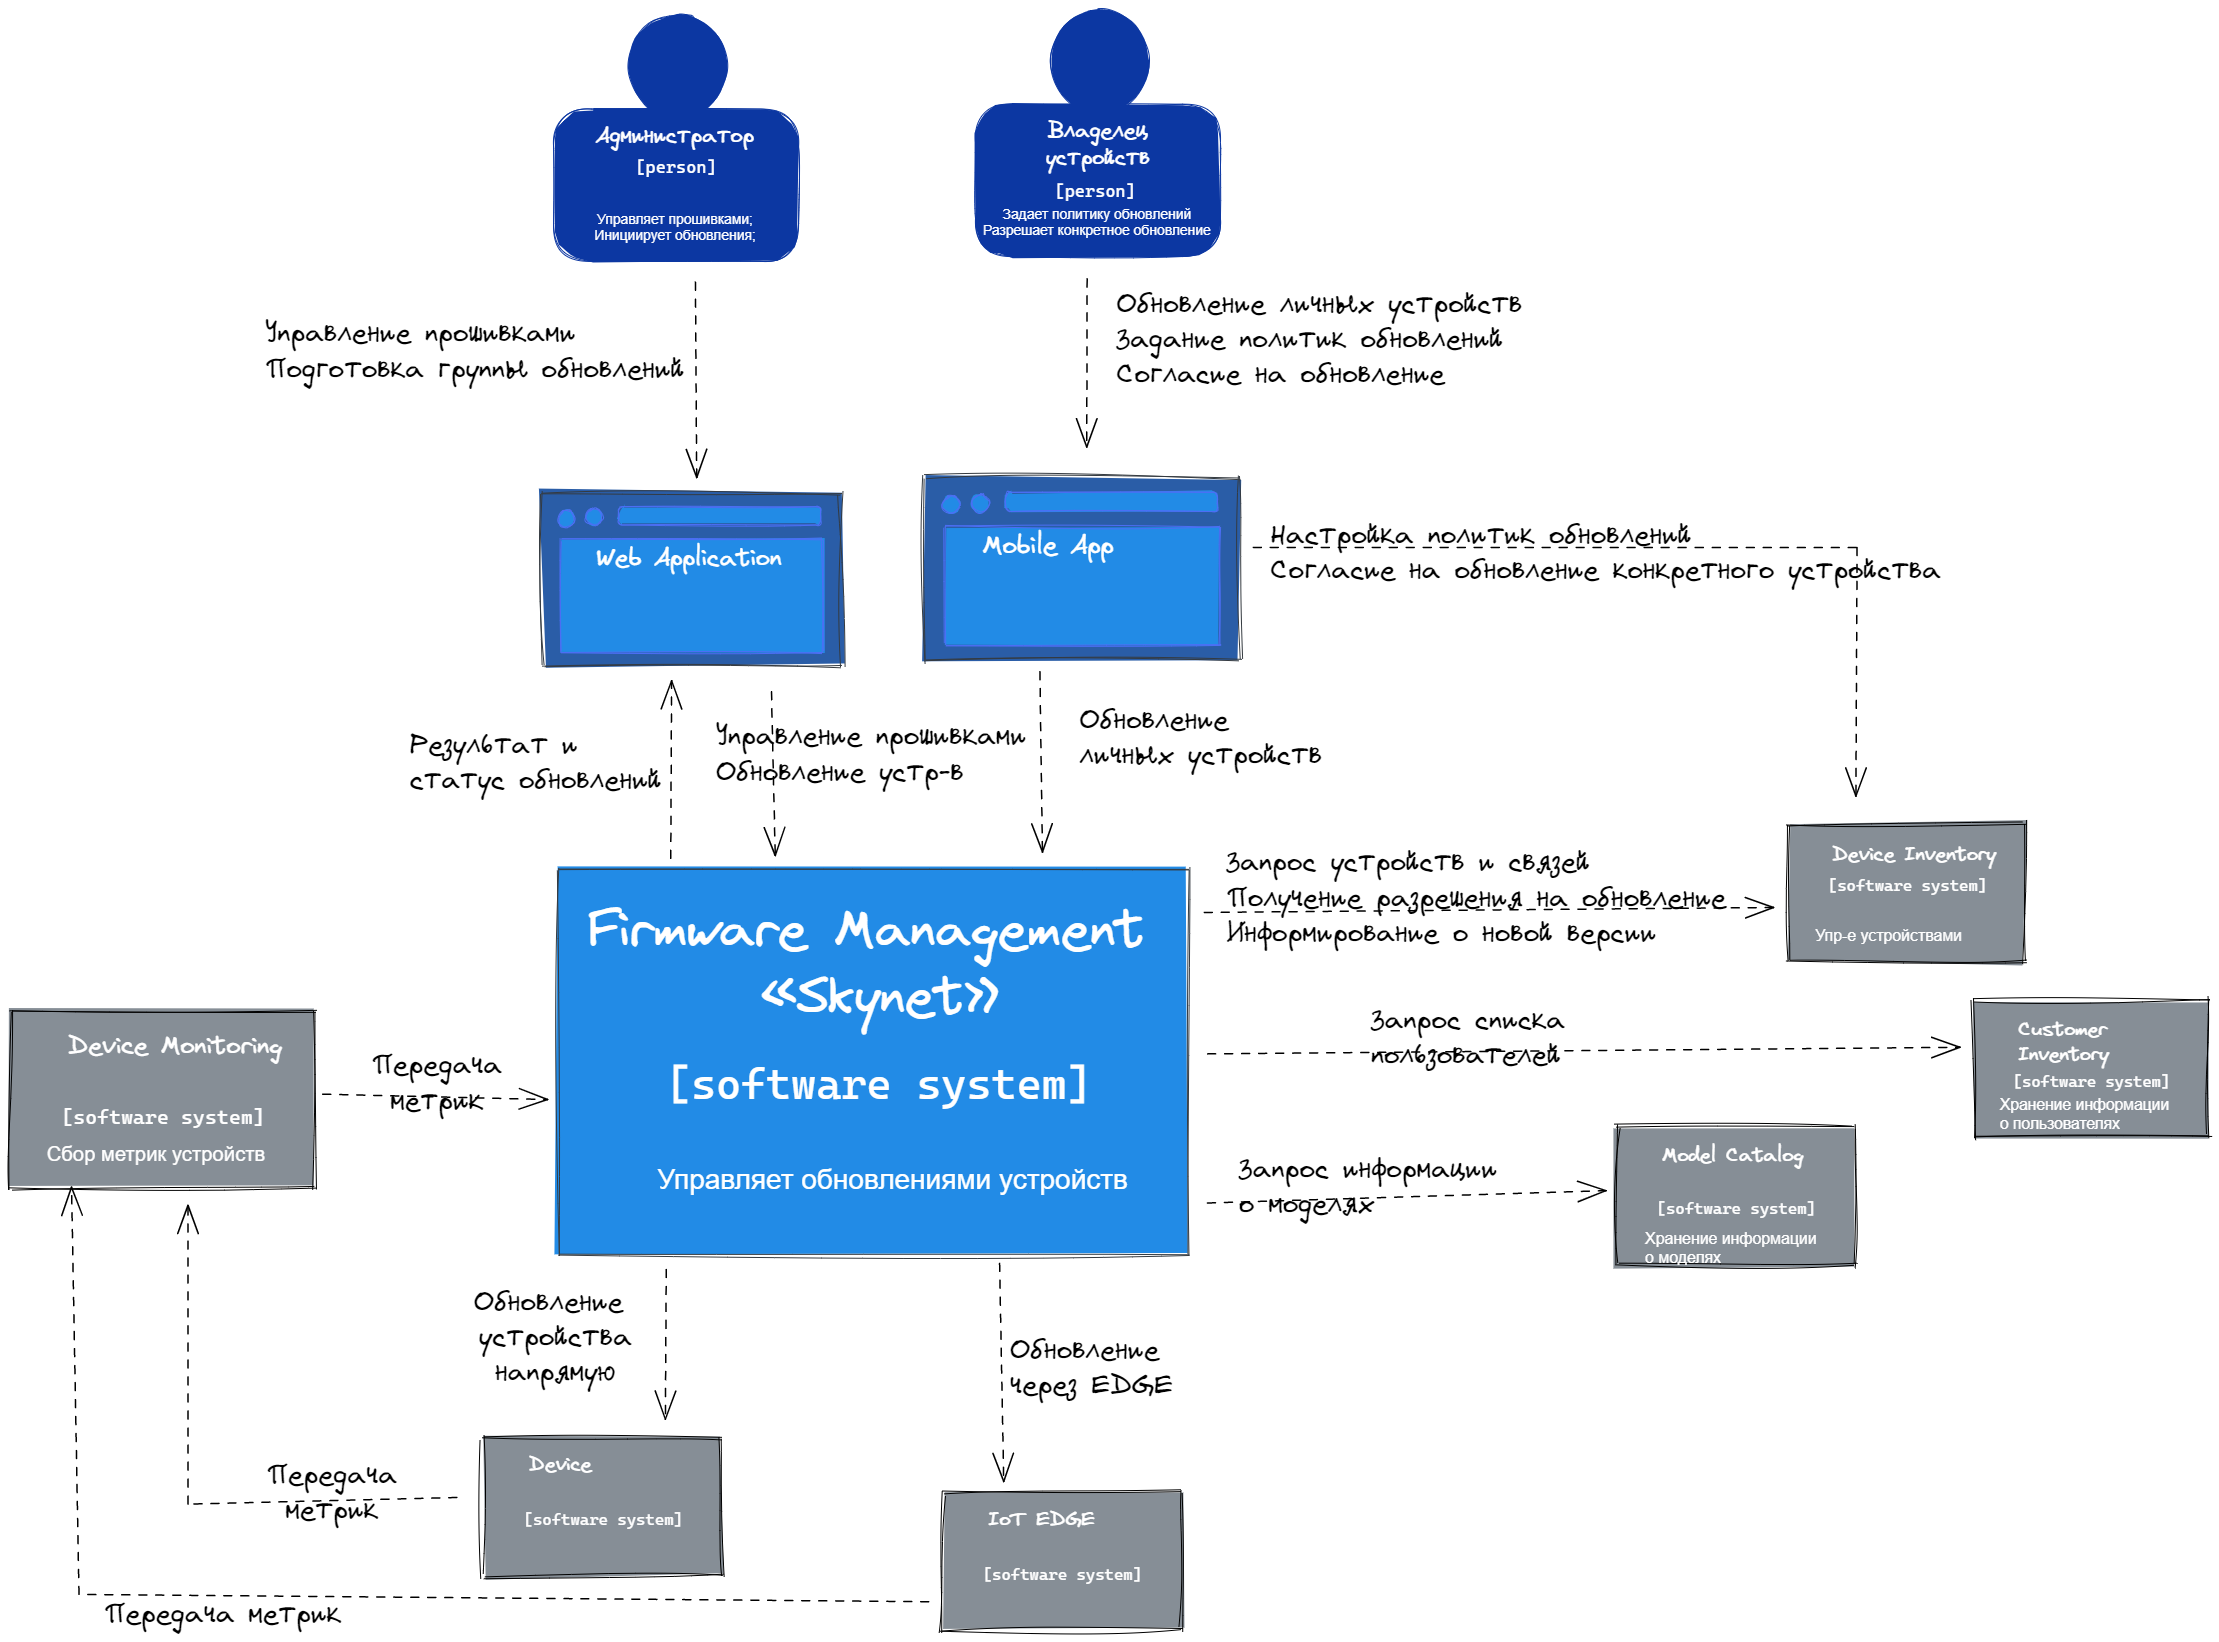 Администратор
[person]
Управляет прошивками;
Инициирует обновления;
Владелец
устройств
[person]
Задает политику обновлений
Разрешает конкретное обновление
Управление прошивками
Подготовка группы обновлений
Обновление личных устройств
Задание политик обновлений
Согласие на обновление
Web Application
Mobile App
Настройка политик обновлений
Согласие на обновление конкретного устройства
Результат и
статус обновлений
Управление прошивками
Обновление устр-в
Обновление
личных устройств
Firmware Management
«Skynet»
[software system]
Управляет обновлениями устройств
Запрос устройств и связей
Получение разрешения на обновление
Информирование о новой версии
Device Inventory
[software system]
Упр-е устройствами
Запрос списка
пользователей
Customer
Inventory
[software system]
Хранение информации
о пользователях
Запрос информации
о моделях
Model Catalog
[software system]
Хранение информации
о моделях
Device Monitoring
[software system]
Сбор метрик устройств
Передача
метрик
Обновление
устройства
напрямую
Обновление
через EDGE
Device
[software system]
Передача
метрик
IoT EDGE
[software system]
Передача метрик